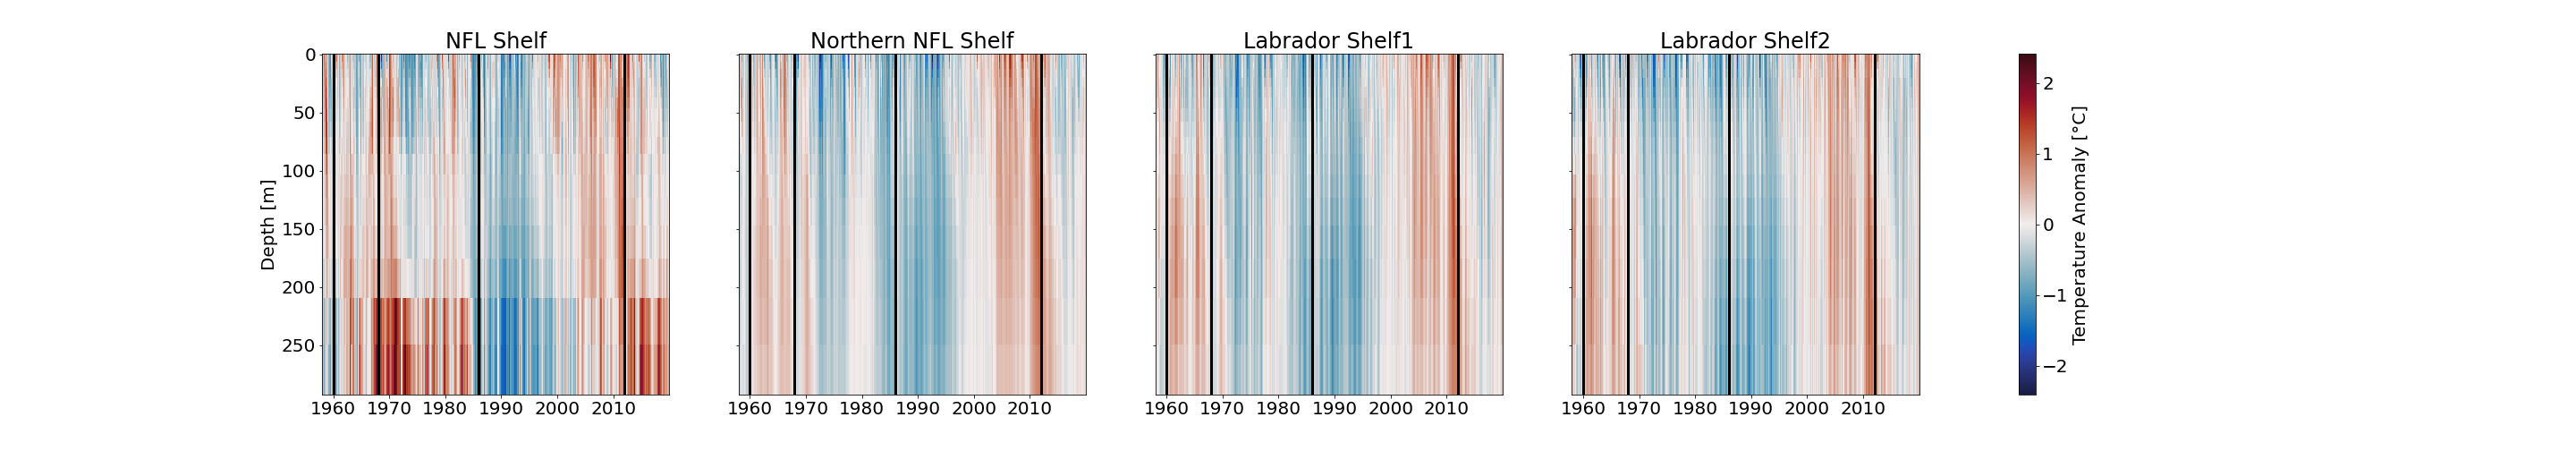 NFL Shelf
Northern NFL Shelf
Labrador Shelf1
Labrador Shelf2
0
50
100
150
200
250
Depth [m]
1960 1970 1980 1990 2000 2010
1960 1970 1980 1990 2000 2010
1960 1970 1980 1990 2000 2010
1960 1970 1980 1990 2000 2010
2
1
0
−1
−2
Temperature Anomaly [°C]